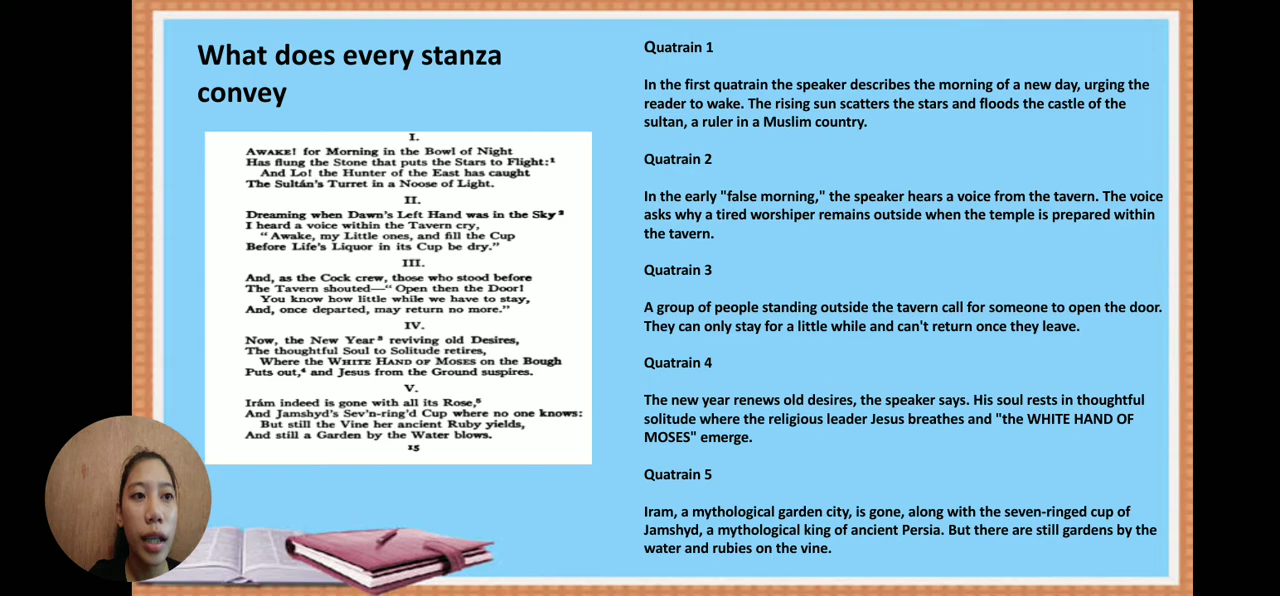 What does every stanza
convey
I.
AWAKE! for Morning in the Bowl of Night
Has flung the Stone that puts the Stars to Flight:¹
And Lo! the Hunter of the East has caught
The Sultán's Turret in a Noose of Light.
II.
Dreaming when Dawn's Left Hand was in the Sky²
I heard a voice within the Tavern cry,
"Awake, my Little ones, and fill the Cup
Before Life's Liquor in its Cup be dry."
III.
And, as the Cock crew, those who stood before
The Tavern shouted—"Open then the Door!
You know how little while we have to stay,
And, once departed, may return no more."
IV.
Now, the New Year³ reviving old Desires,
The thoughtful Soul to Solitude retires,
Where the WHITE HAND OF MOSES on the Bough
Puts out,⁴ and Jesus from the Ground suspires.
V.
Irám indeed is gone with all its Rose,⁵
And Jamshyd's Sev'n-ring'd Cup where no one knows:
But still the Vine her ancient Ruby yields,
And still a Garden by the Water blows.
15
Quatrain 1
In the first quatrain the speaker describes the morning of a new day, urging the
reader to wake. The rising sun scatters the stars and floods the castle of the
sultan, a ruler in a Muslim country.
Quatrain 2
In the early "false morning," the speaker hears a voice from the tavern. The voice
asks why a tired worshiper remains outside when the temple is prepared within
the tavern.
Quatrain 3
A group of people standing outside the tavern call for someone to open the door.
They can only stay for a little while and can't return once they leave.
Quatrain 4
The new year renews old desires, the speaker says. His soul rests in thoughtful
solitude where the religious leader Jesus breathes and "the WHITE HAND OF
MOSES" emerge.
Quatrain 5
Iram, a mythological garden city, is gone, along with the seven-ringed cup of
Jamshyd, a mythological king of ancient Persia. But there are still gardens by the
water and rubies on the vine.